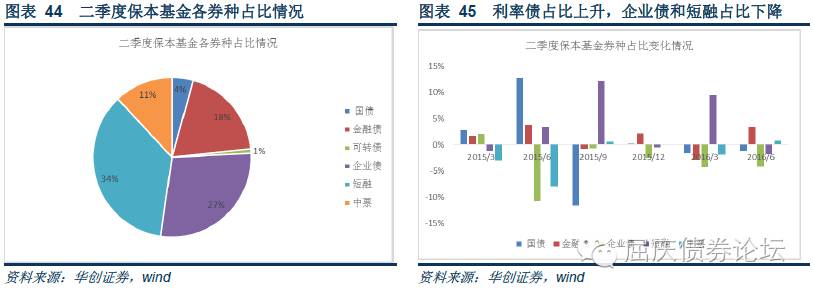 图表 44 二季度保本基金各券种占比情况
二季度保本基金各券种占比情况
4%
18%
1%
27%
34%
11%
国债
金融债
可转债
企业债
短融
中票
资料来源：华创证券，wind
图表 45 利率债占比上升，企业债和短融占比下降
二季度保本基金券种占比变化情况
15%
10%
5%
0%
-5%
-10%
-15%
2015/3 2015/6 2015/9 2015/12 2016/3 2016/6
国债 金融 企业债 短融
屈庆债券论坛
资料来源：华创证券，wind